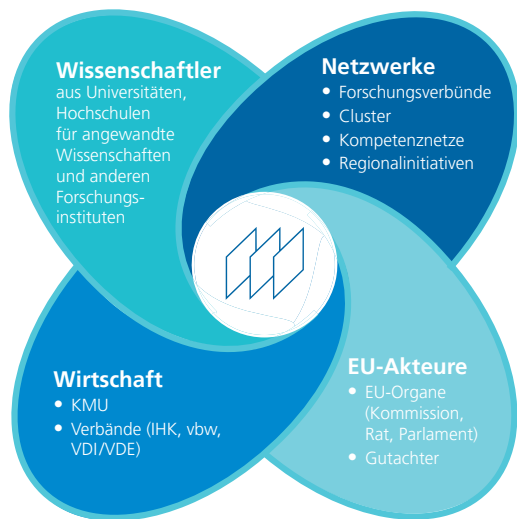 Wissenschaftler
aus Universitäten,
Hochschulen
für angewandte
Wissenschaften
und anderen
Forschungs-
instituten
Netzwerke
• Forschungsverbünde
• Cluster
• Kompetenznetze
• Regionalinitiativen
Wirtschaft
• KMU
• Verbände (IHK, vbw,
VDI/VDE)
EU-Akteure
• EU-Organe
(Kommission,
Rat, Parlament)
• Gutachter